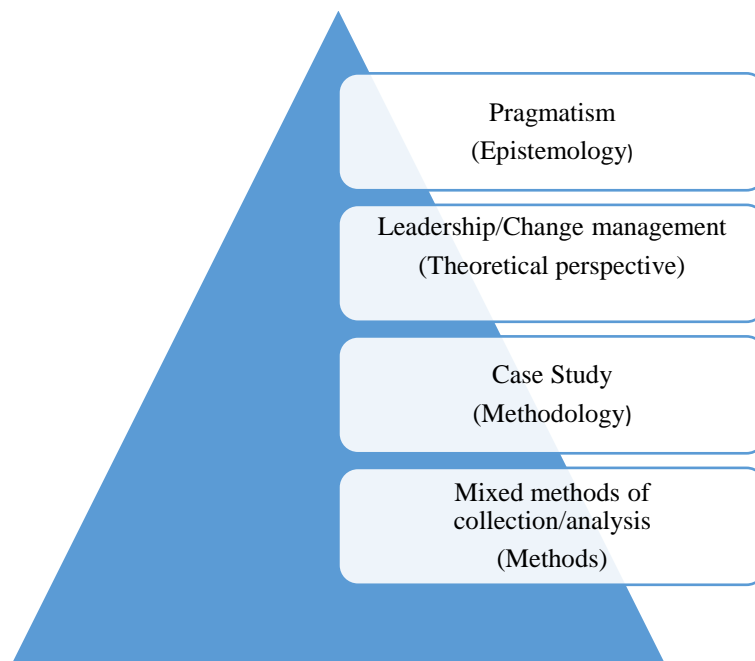 Pragmatism
(Epistemology)
Leadership/Change management
(Theoretical perspective)
Case Study
(Methodology)
Mixed methods of
collection/analysis
(Methods)